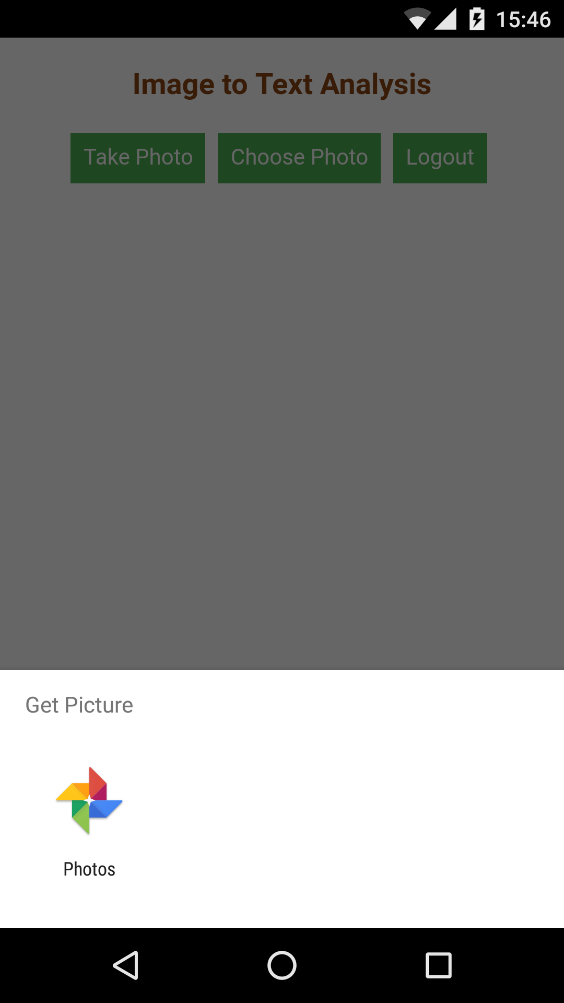 15:46
Image to Text Analysis
Take Photo Choose Photo Logout
Get Picture
Photos